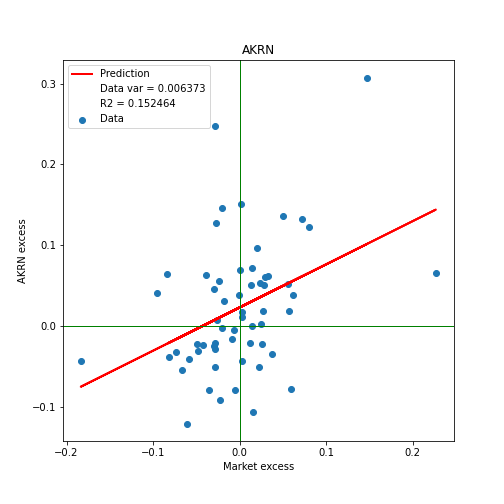 AKRN
Prediction
Data var = 0.006373
R2 = 0.152464
Data
AKRN excess
0.3
0.2
0.1
0.0
−0.1
−0.2
−0.1
0.0
0.1
0.2
Market excess